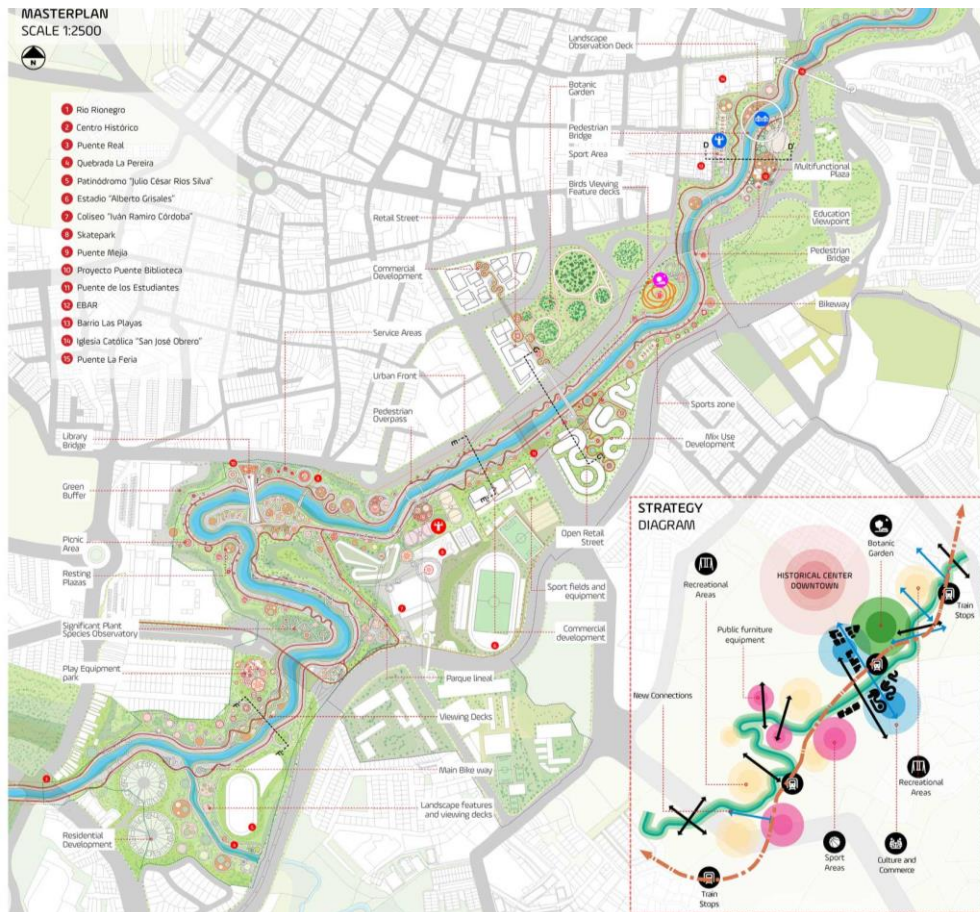 MASTERPLAN
SCALE 1:2500
N
1 Rio Rionegro
2 Centro Histórico
3 Puente Real
4 Quebrada La Pereira
5 Patinódromo "Julio César Rios Silva"
6 Estadio "Alberto Grisales"
7 Coliseo "Iván Ramiro Córdoba"
8 Skatepark
9 Puente Mejia
10 Proyecto Puente Biblioteca
11 Puente de los Estudiantes
12 EBAR
13 Barrio Las Playas
14 Iglesia Católica "San José Obrero"
15 Puente La Feria
Landscape
Observation Deck
Botanic
Garden
Pedestrian
Bridge
Sport Area
Birds Viewing
Feature decks
Retail Street
Commercial
Development
Service Areas
Urban Front
Pedestrian
Overpass
Library
Bridge
Green
Buffer
Picnic
Area
Resting
Plazas
Significant Plant
Species Observatory
Play Equipment
park
Residential
Development
D
D'
Multifunctional
Plaza
Education
Viewpoint
Pedestrian
Bridge
Bikeway
Sports zone
Mix Use
Development
Open Retail
Street
Sport fields and
equipment
Commercial
development
Parque lineal
Viewing Decks
Main Bike way
Landscape features
and viewing decks
STRATEGY
DIAGRAM
Botanic
Garden
Recreational
Areas
HISTORICAL CENTER
DOWNTOWN
Train
Stops
Public furniture
equipment
New Connections
Recreational
Areas
Sport
Areas
Culture and
Commerce
Train
Stops